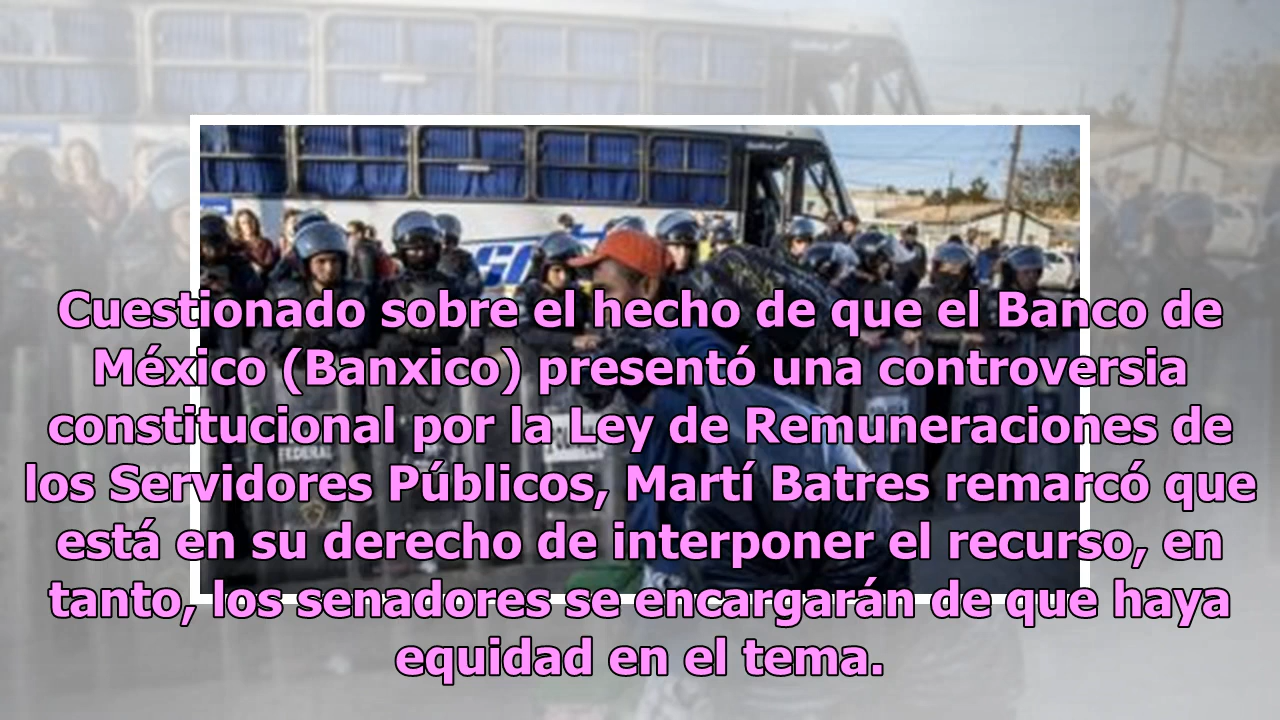 Cuestionado sobre el hecho de que el Banco de
México (Banxico) presentó una controversia
constitucional por la Ley de Remuneraciones de
los Servidores Públicos, Martí Batres remarcó que
está en su derecho de interponer el recurso, en
tanto, los senadores se encargarán de que haya
equidad en el tema.
FEDERAL